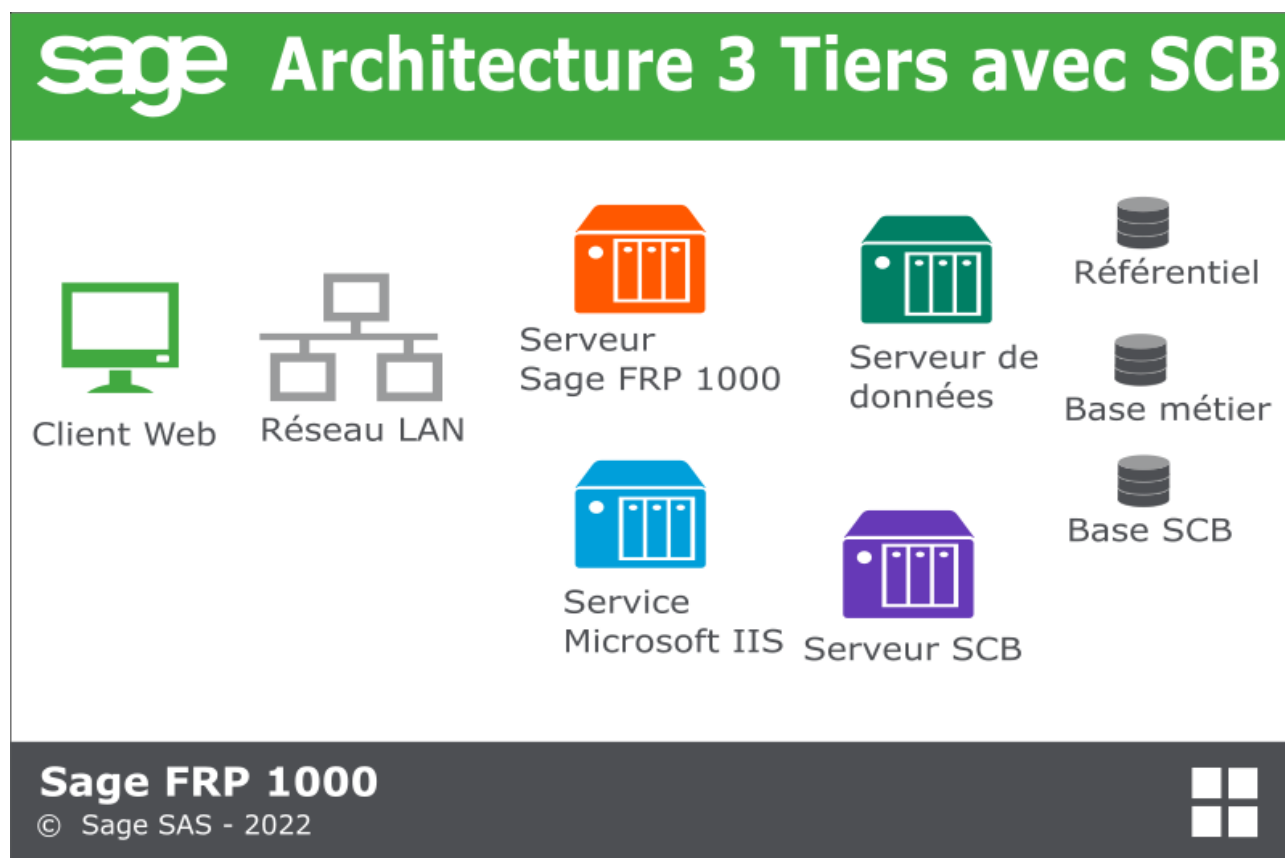 sage Architecture 3 Tiers avec SCB
Client Web
Réseau LAN
Serveur
Sage FRP 1000
Service
Microsoft IIS
Serveur de
données
Serveur SCB
Référentiel
Base métier
Base SCB
Sage FRP 1000
© Sage SAS - 2022